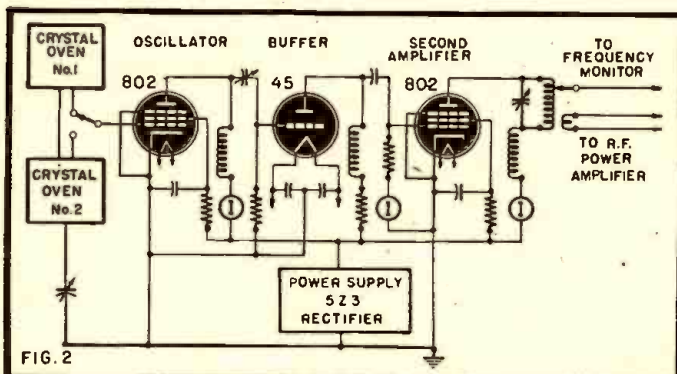 CRYSTAL
OVEN
No.1
OSCILLATOR
BUFFER
SECOND
AMPLIFIER
TO
FREQUENCY
MONITOR
802
45
802
CRYSTAL
OVEN
No.2
TO R.F.
POWER
AMPLIFIER
I
I
I
POWER SUPPLY
5Z3
RECTIFIER
FIG.2